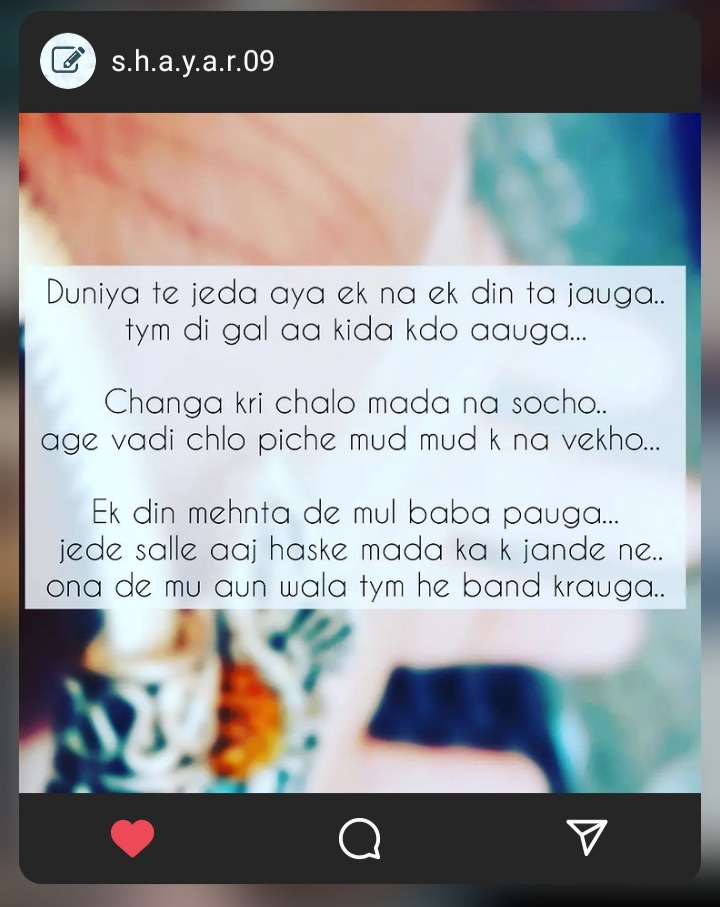 s.h.a.y.a.r.09
Duniya te jeda aya ek na ek din ta jauga..
tym di gal aa kida kdo aauga...
Changa kri chalo mada na socho..
age vadi chlo piche mud mud k na vekho...
Ek din mehnta de mul baba pauga...
jede salle aaj haske mada ka k jande ne..
ona de mu aun wala tym he band krauga..